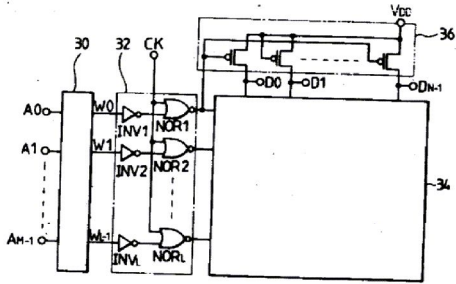 VDD
36
30
32
CK
A0 W0 INV1 NOR1 D0 D1 DN-1
A1 W1 INV2 NOR2
34
AM-1 WL-1 INVL NORL